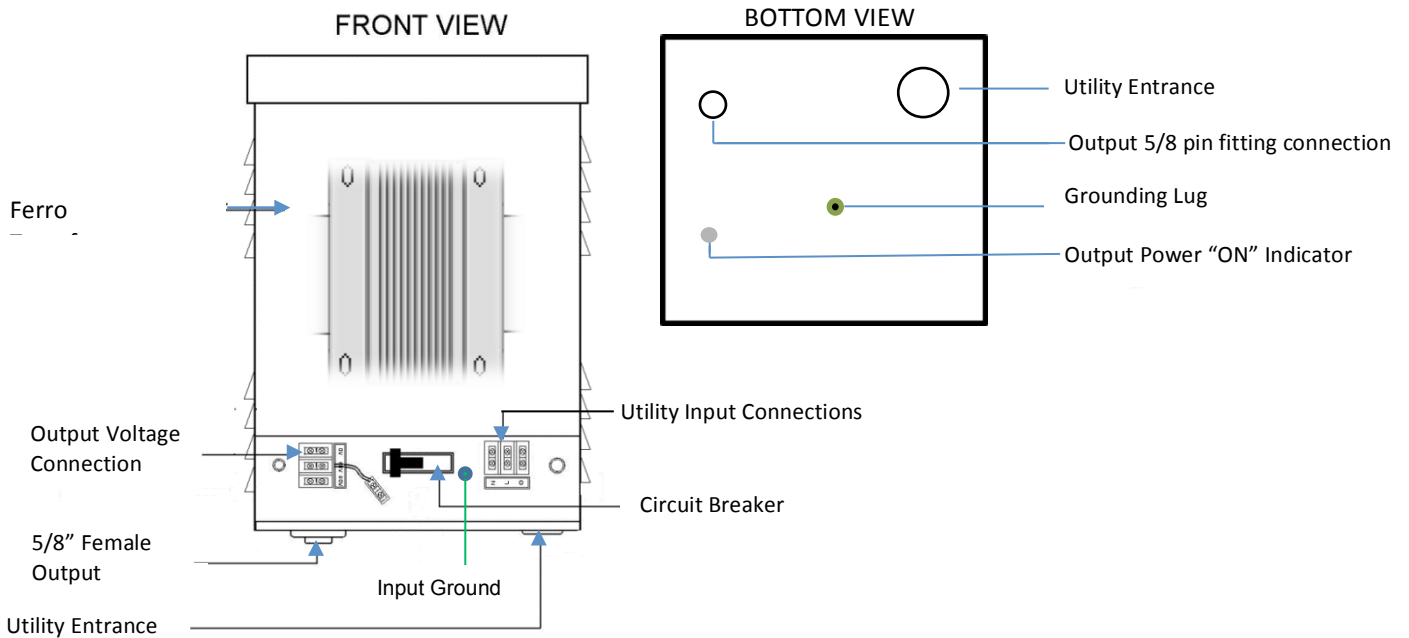 FRONT VIEW
BOTTOM VIEW
Utility Entrance
Output 5/8 pin fitting connection
Grounding Lug
Output Power “ON” Indicator
Ferro
Utility Input Connections
Output Voltage
Connection
N L G
Circuit Breaker
5/8” Female
Output
Input Ground
Utility Entrance